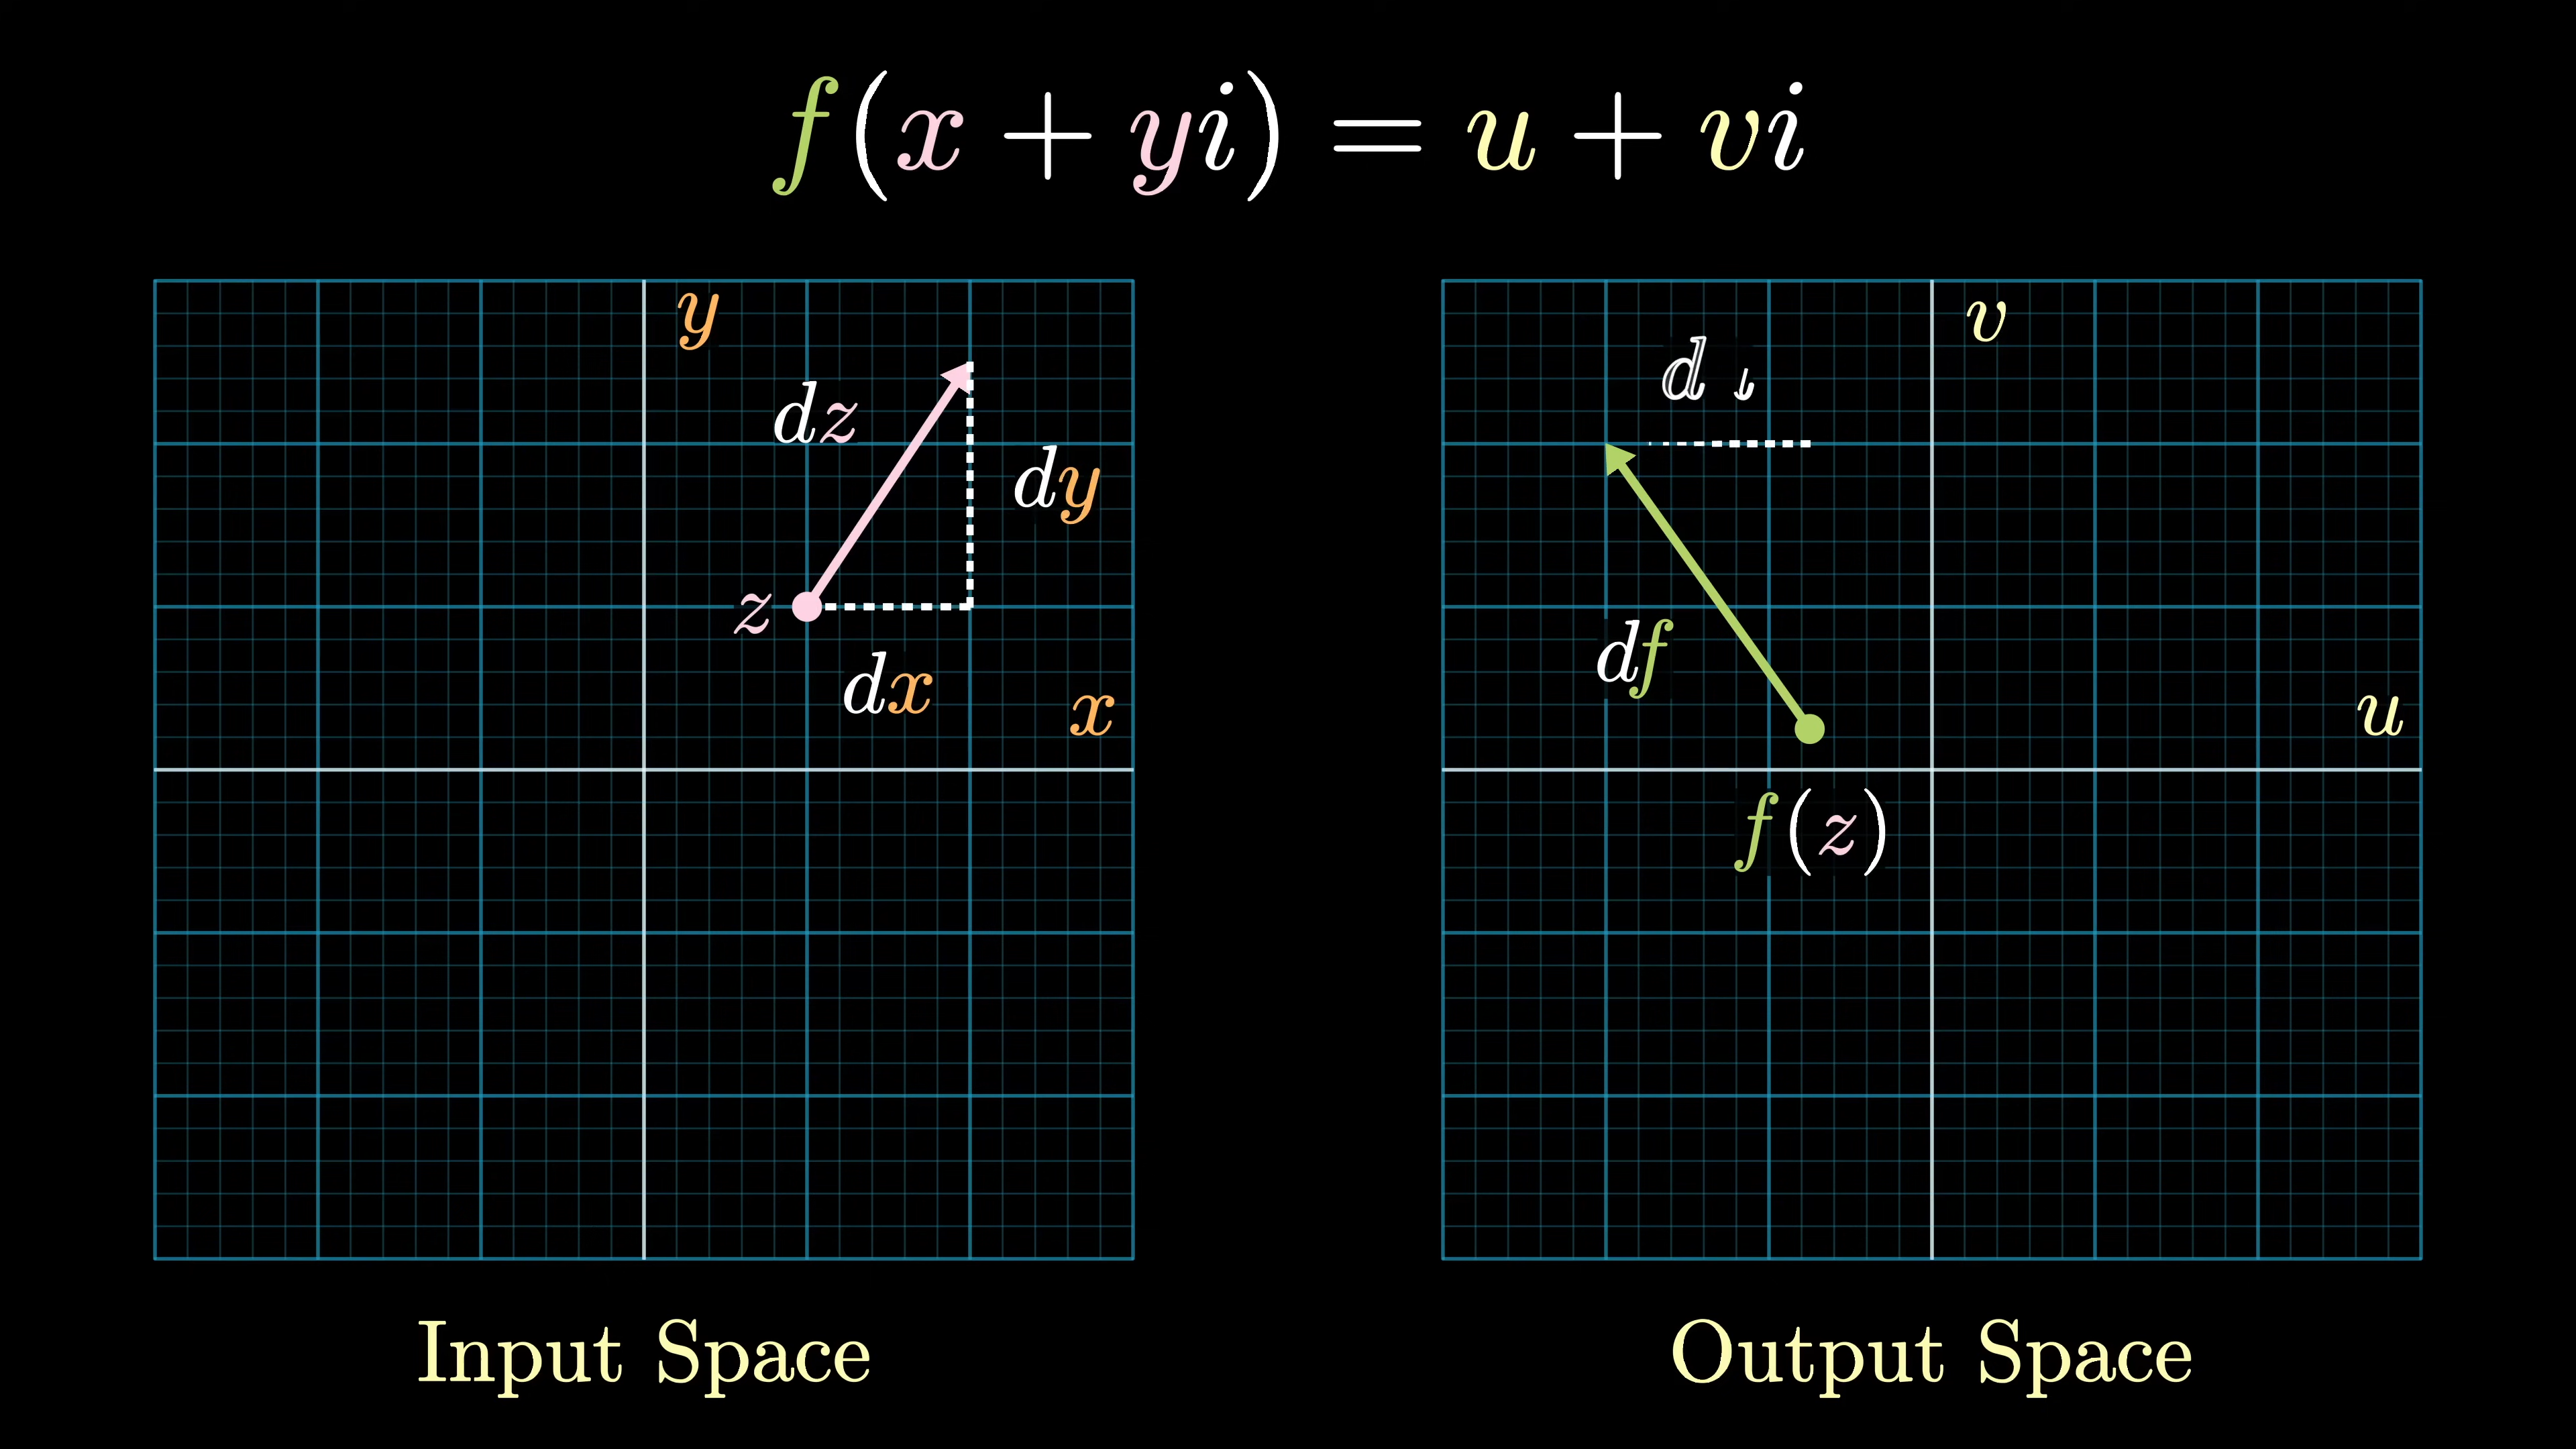 f(x + yi) = u + vi
y
dz
dy
z
dx
x
v
d
df
u
f(z)
Input Space
Output Space